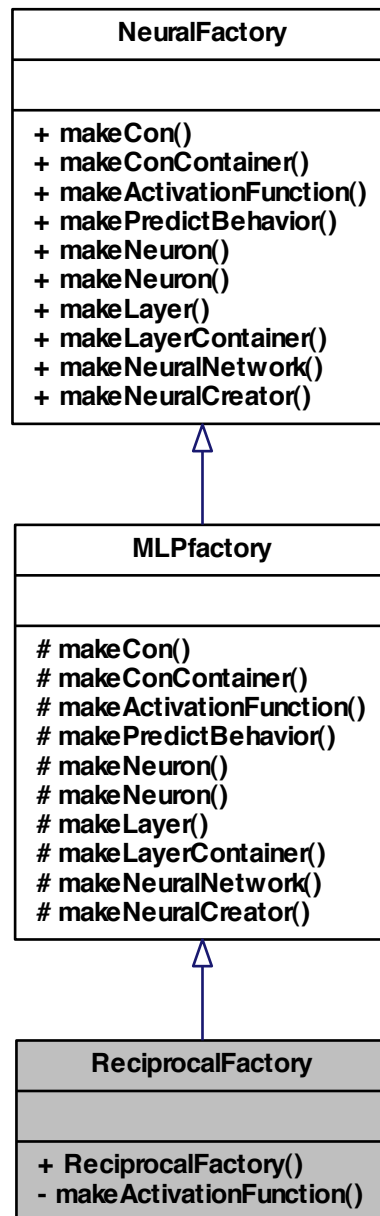 NeuralFactory
+ makeCon()
+ makeConContainer()
+ makeActivationFunction()
+ makePredictBehavior()
+ makeNeuron()
+ makeNeuron()
+ makeLayer()
+ makeLayerContainer()
+ makeNeuralNetwork()
+ makeNeuralCreator()
MLPfactory
# makeCon()
# makeConContainer()
# makeActivationFunction()
# makePredictBehavior()
# makeNeuron()
# makeNeuron()
# makeLayer()
# makeLayerContainer()
# makeNeuralNetwork()
# makeNeuralCreator()
ReciprocalFactory
+ ReciprocalFactory()
- makeActivationFunction()